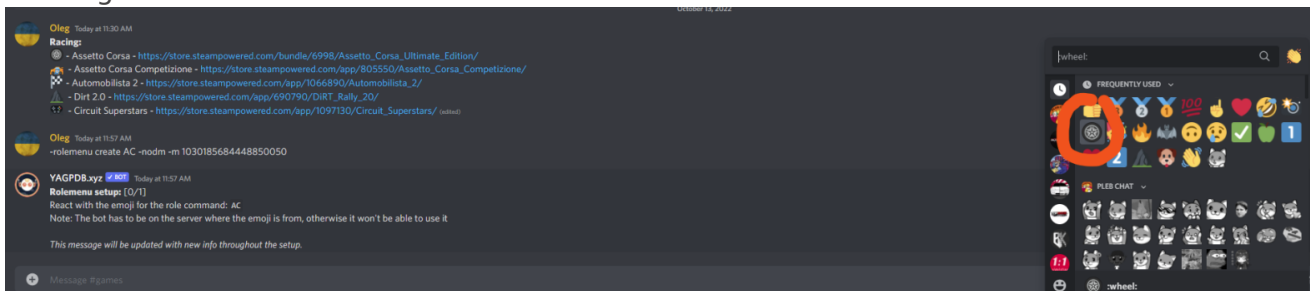 October 13, 2022
Oleg Today at 11:30 AM
Racing:
- Assetto Corsa - https://store.steampowered.com/bundle/6998/Assetto_Corsa_Ultimate_Edition/
- Assetto Corsa Competizione - https://store.steampowered.com/app/805550/Assetto_Corsa_Competizione/
- Automobilista 2 - https://store.steampowered.com/app/1066890/Automobilista_2/
- Dirt 2.0 - https://store.steampowered.com/app/690790/DiRT_Rally_20/
- Circuit Superstars - https://store.steampowered.com/app/1097130/Circuit_Superstars/ (edited)
Oleg Today at 11:57 AM
-rolemenu create AC -nodm -m 1030185684448850050
YAGPDB.xyz ✓ BOT Today at 11:57 AM
Rolemenu setup: [0/1]
React with the emoji for the role command: AC
Note: The bot has to be on the server where the emoji is from, otherwise it won't be able to use it
This message will be updated with new info throughout the setup.
Message #games
:wheel:
FREQUENTLY USED
2
100
1
2
PLEB CHAT
1:1
:wheel: